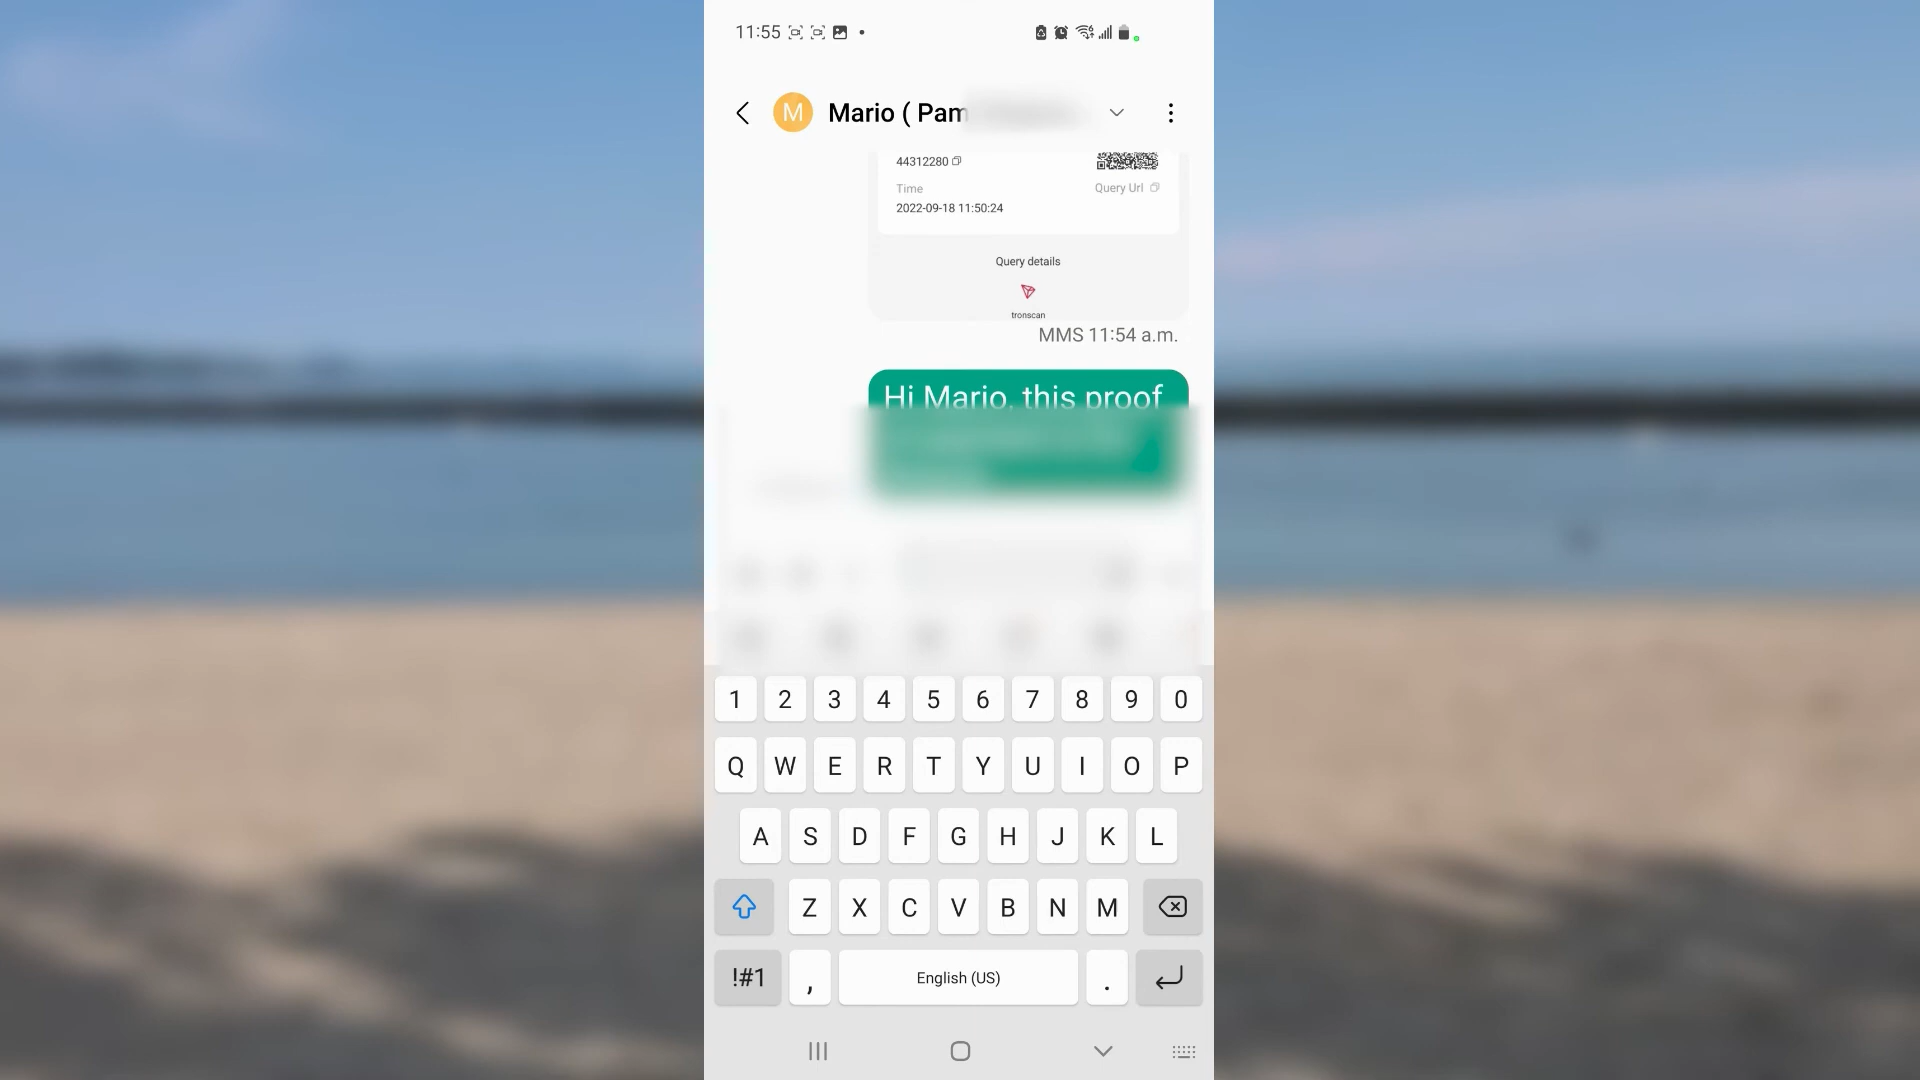 11:55
M
Mario ( Pam
44312280
Time
Query Url
2022-09-18 11:50:24
Query details
tronscan
MMS 11:54 a.m.
Hi Mario, this proof
1 2 3 4 5 6 7 8 9 0
Q W E R T Y U I O P
A S D F G H J K L
Z X C V B N M
!#1 , English (US) .